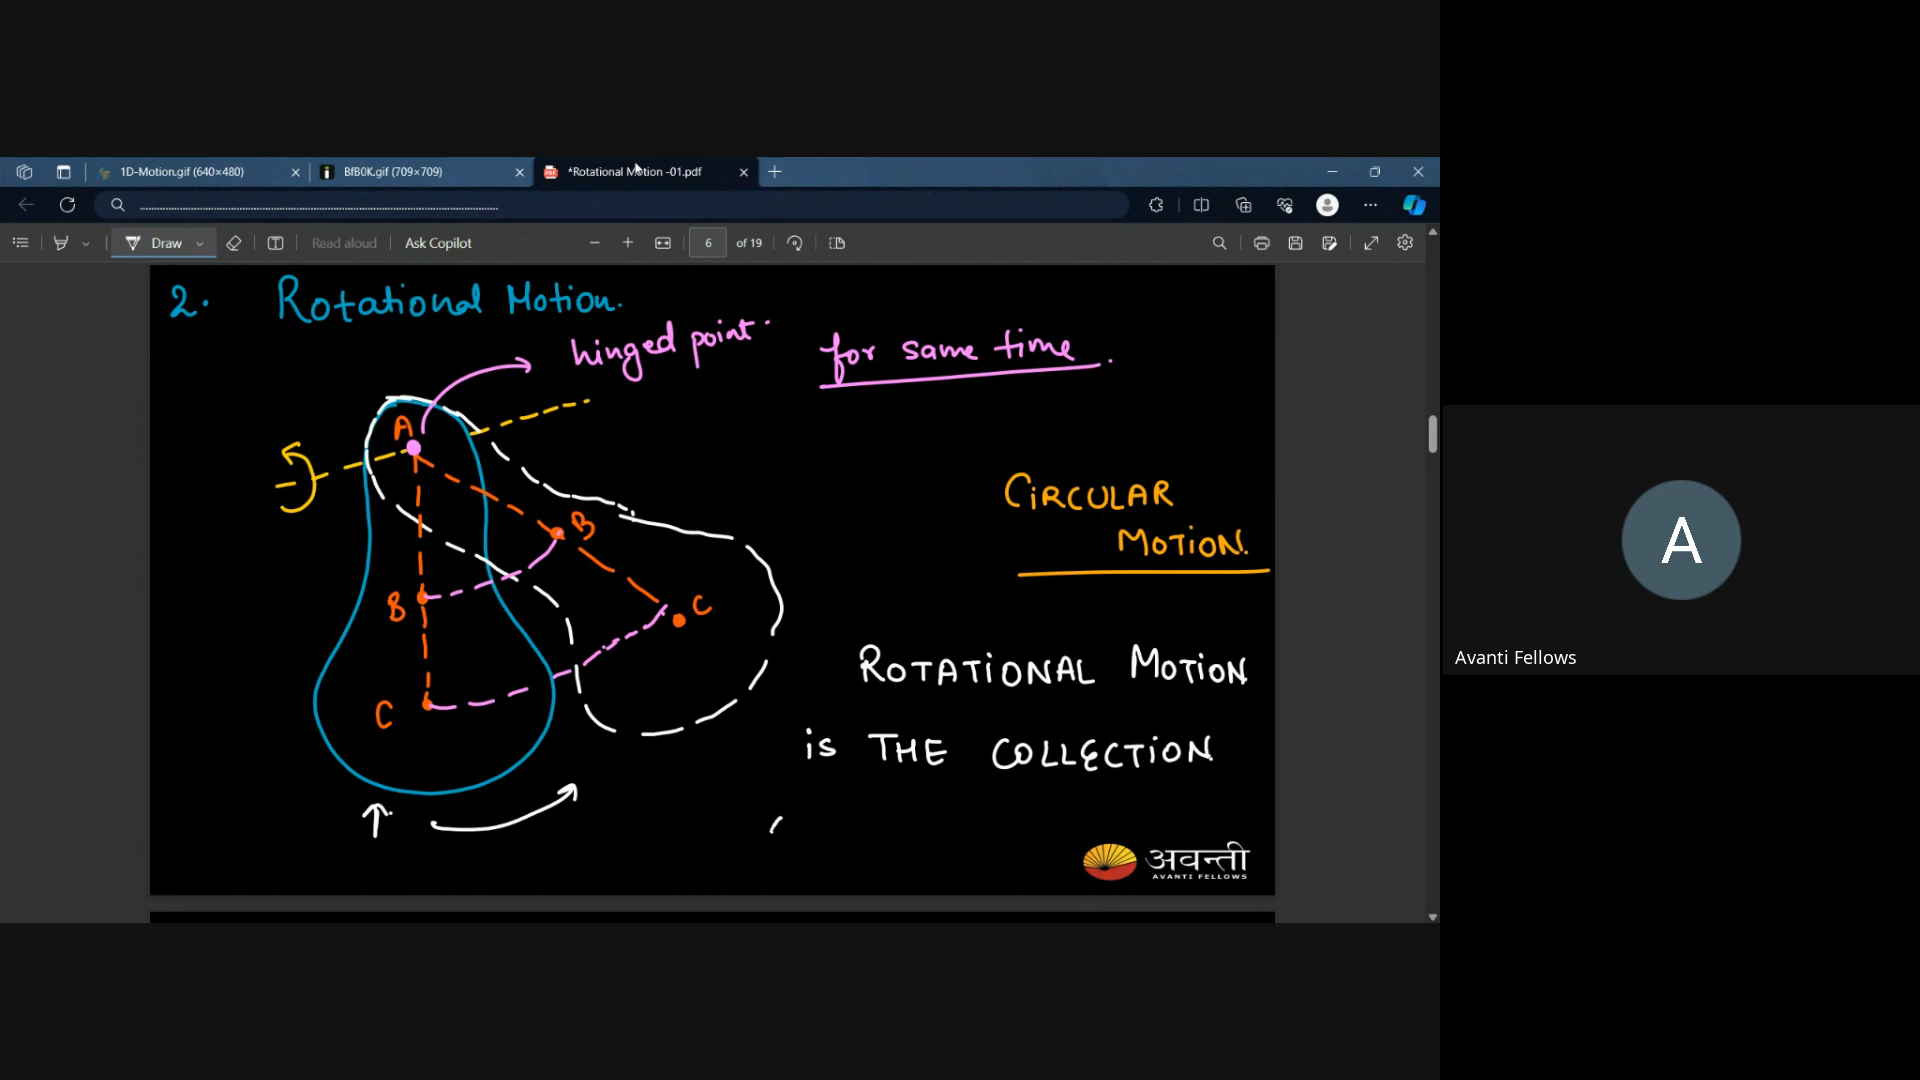 1D-Motion.gif (640×480)
BfB0K.gif (709×709)
*Rotational Motion -01.pdf
Draw
Read aloud
Ask Copilot
6 of 19
2. Rotational Motion.
hinged point.
for same time.
A
B
C
B
C
CIRCULAR
MOTION.
ROTATIONAL MOTION
is THE COLLECTION
अवन्ती
AVANTI FELLOWS
A
Avanti Fellows